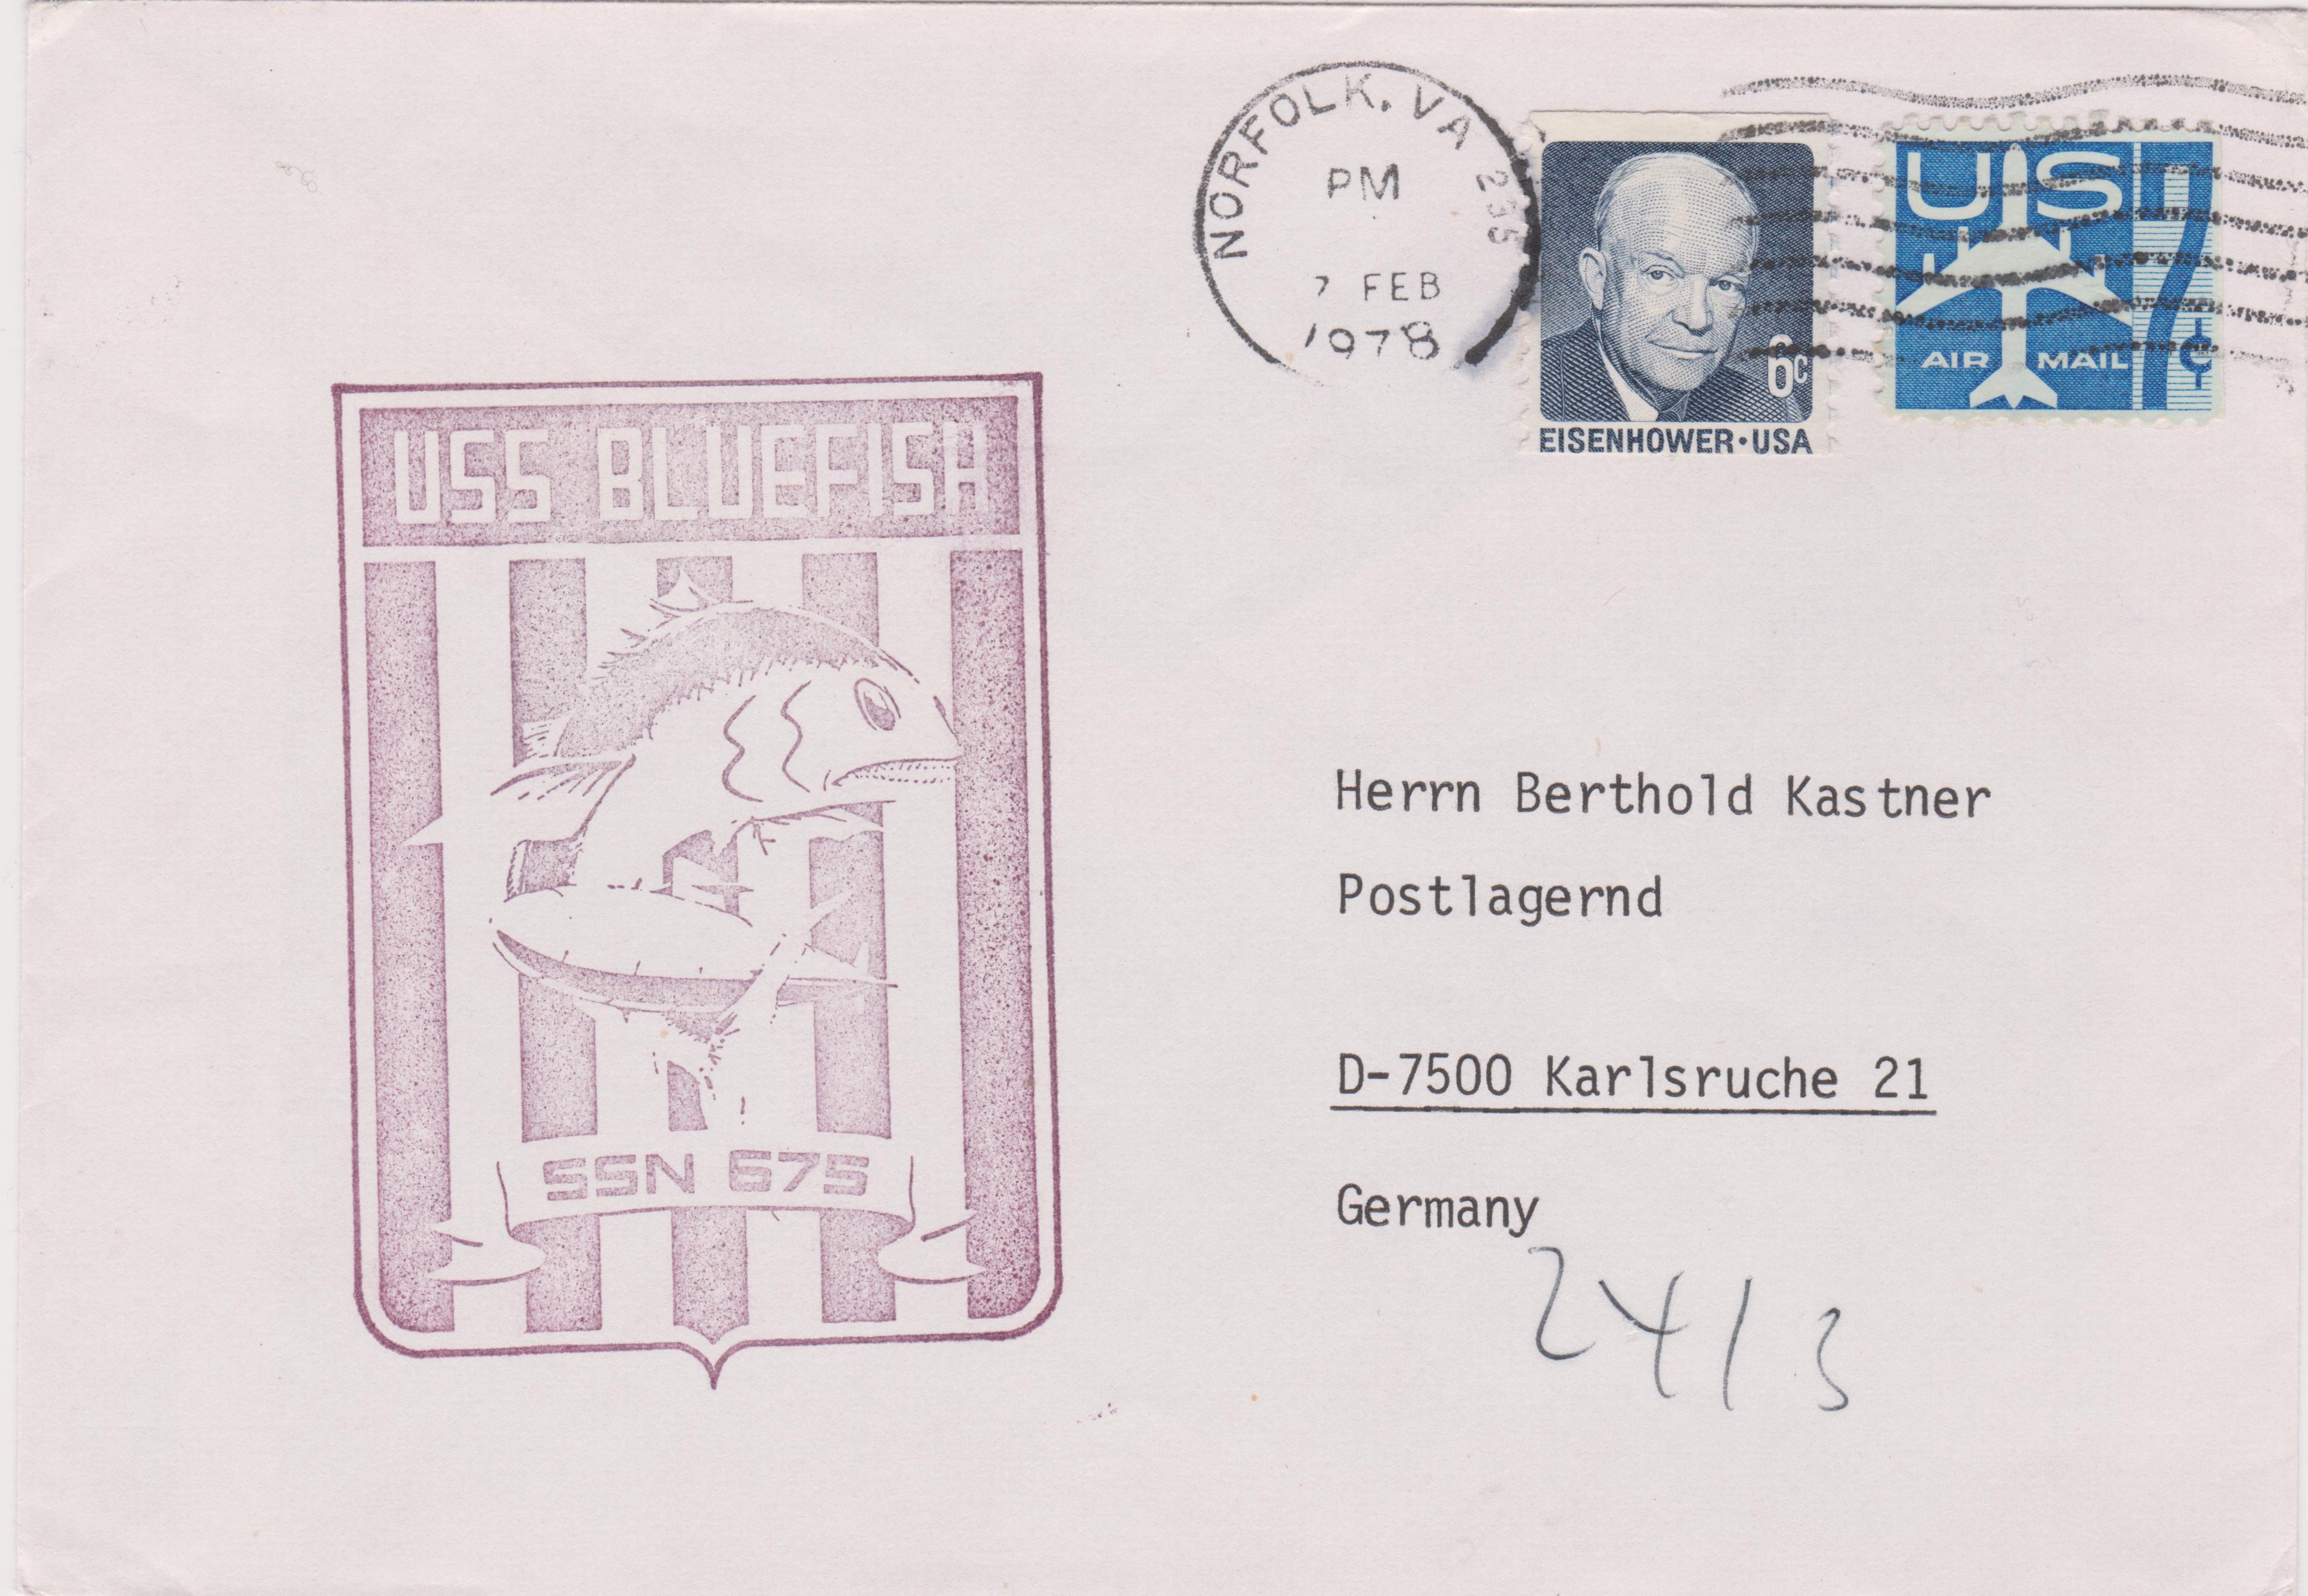 NORFOLK, VA 235
PM
7 FEB
1978
EISENHOWER·USA
6c
US
AIR MAIL
7c
USS BLUEFISH
SSN 675
Herrn Berthold Kastner
Postlagernd
D-7500 Karlsruche 21
Germany
2413